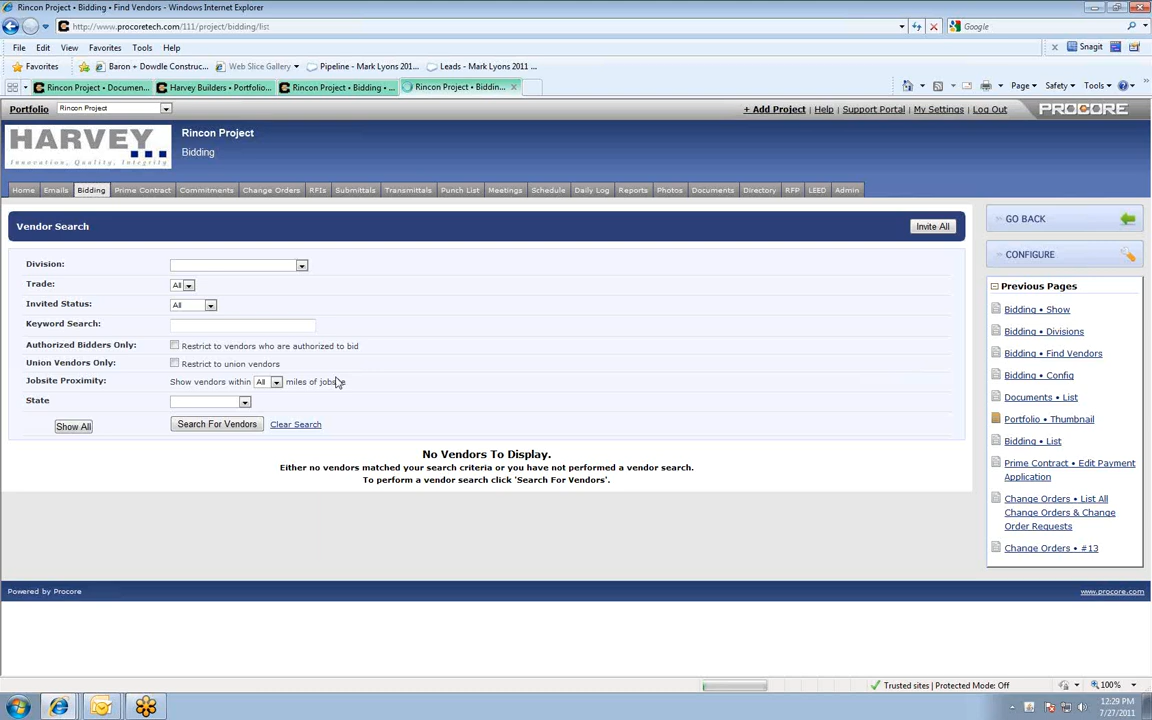 Rincon Project • Bidding • Find Vendors - Windows Internet Explorer
http://www.procoretech.com/111/project/bidding/list
Google
File Edit View Favorites Tools Help
x Snagit
Favorites Baron + Dowdle Construc... Web Slice Gallery Pipeline - Mark Lyons 201... Leads - Mark Lyons 2011 ...
Rincon Project • Documen... Harvey Builders • Portfolio... Rincon Project • Bidding • ... Rincon Project • Biddin... x
Page Safety Tools
Portfolio Rincon Project + Add Project Help Support Portal My Settings Log Out PROCORE
HARVEY
Innovation, Quality, Integrity
Rincon Project
Bidding
Home Emails Bidding Prime Contract Commitments Change Orders RFIs Submittals Transmittals Punch List Meetings Schedule Daily Log Reports Photos Documents Directory RFP LEED Admin
Vendor Search Invite All
Division:
Trade: All
Invited Status: All
Keyword Search:
Authorized Bidders Only: Restrict to vendors who are authorized to bid
Union Vendors Only: Restrict to union vendors
Jobsite Proximity: Show vendors within All miles of jobsite
State
Show All Search For Vendors Clear Search
No Vendors To Display.
Either no vendors matched your search criteria or you have not performed a vendor search.
To perform a vendor search click 'Search For Vendors'.
GO BACK
CONFIGURE
Previous Pages
Bidding • Show
Bidding • Divisions
Bidding • Find Vendors
Bidding • Config
Documents • List
Portfolio • Thumbnail
Bidding • List
Prime Contract • Edit Payment
Application
Change Orders • List All
Change Orders & Change
Order Requests
Change Orders • #13
Powered by Procore www.procore.com
Trusted sites | Protected Mode: Off 100%
12:29 PM
7/27/2011